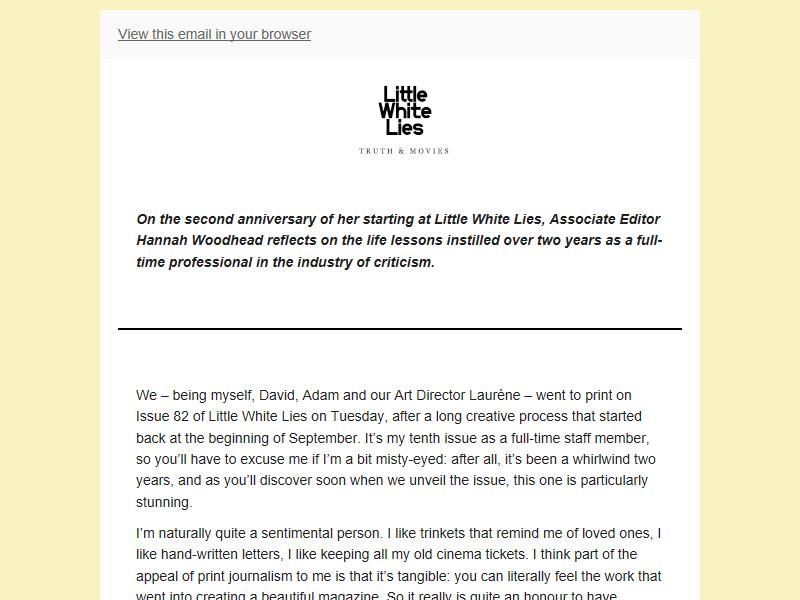 View this email in your browser
Little
White
Lies
TRUTH & MOVIES
On the second anniversary of her starting at Little White Lies, Associate Editor
Hannah Woodhead reflects on the life lessons instilled over two years as a full-
time professional in the industry of criticism.
We – being myself, David, Adam and our Art Director Laurène – went to print on
Issue 82 of Little White Lies on Tuesday, after a long creative process that started
back at the beginning of September. It’s my tenth issue as a full-time staff member,
so you’ll have to excuse me if I’m a bit misty-eyed: after all, it’s been a whirlwind two
years, and as you’ll discover soon when we unveil the issue, this one is particularly
stunning.
I’m naturally quite a sentimental person. I like trinkets that remind me of loved ones, I
like hand-written letters, I like keeping all my old cinema tickets. I think part of the
appeal of print journalism to me is that it’s tangible: you can literally feel the work that
went into creating a beautiful magazine. So it really is quite an honour to have